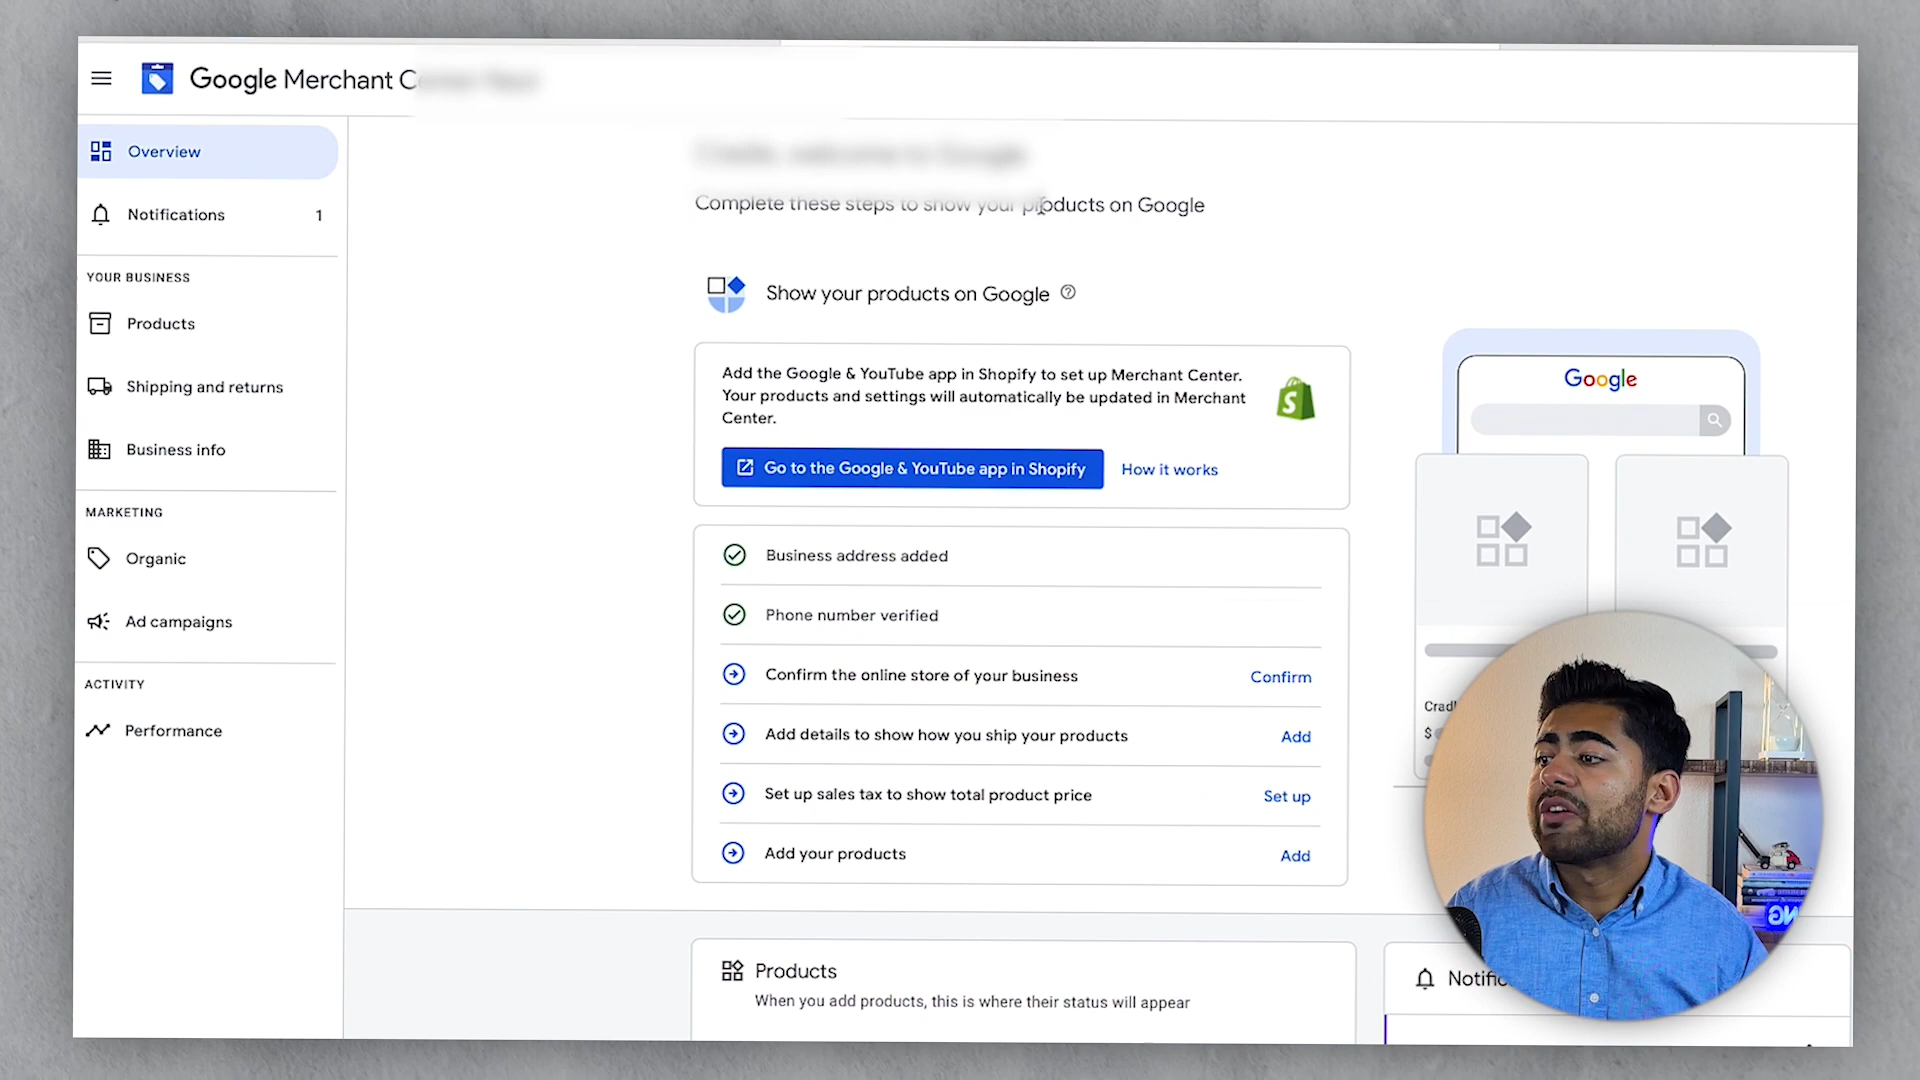 Google Merchant C
Overview
Notifications 1
YOUR BUSINESS
Products
Shipping and returns
Business info
MARKETING
Organic
Ad campaigns
ACTIVITY
Performance
Complete these steps to show your products on Google
Show your products on Google
Add the Google & YouTube app in Shopify to set up Merchant Center.
Your products and settings will automatically be updated in Merchant
Center.
Go to the Google & YouTube app in Shopify How it works
Business address added
Phone number verified
Confirm the online store of your business Confirm
Add details to show how you ship your products Add
Set up sales tax to show total product price Set up
Add your products Add
Google
Cradl
$
Products
When you add products, this is where their status will appear
Notific